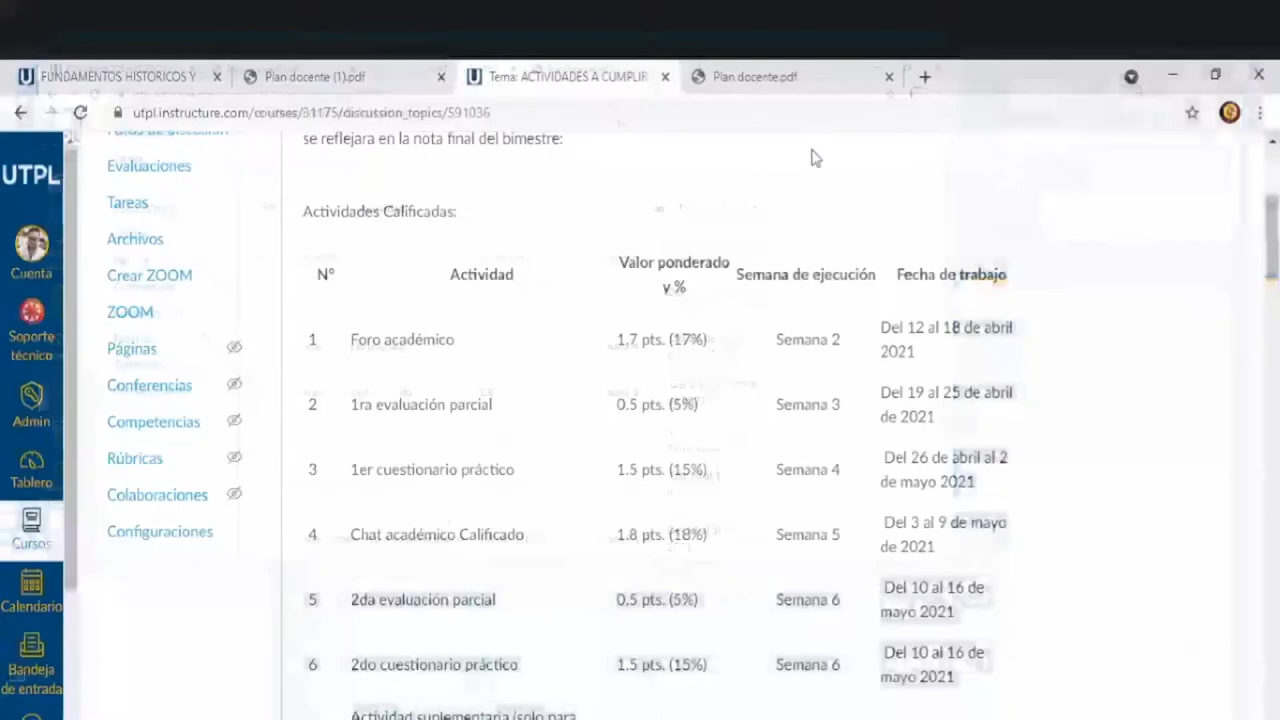 FUNDAMENTOS HISTORICOS Y
Plan docente (1).pdf
Tema: ACTIVIDADES A CUMPLIR
Plan docente.pdf
utpl.instructure.com/courses/31175/discussion_topics/591036
UTPL
Cuenta
Soporte
técnico
Admin
Tablero
Cursos
Calendario
Bandeja
de entrada
Evaluaciones
Tareas
Archivos
Crear ZOOM
ZOOM
Páginas
Conferencias
Competencias
Rúbricas
Colaboraciones
Configuraciones
se reflejara en la nota final del bimestre:
Actividades Calificadas:
N° Actividad Valor ponderado y % Semana de ejecución Fecha de trabajo
1 Foro académico 1.7 pts. (17%) Semana 2 Del 12 al 18 de abril
2021
2 1ra evaluación parcial 0.5 pts. (5%) Semana 3 Del 19 al 25 de abril
de 2021
3 1er cuestionario práctico 1.5 pts. (15%) Semana 4 Del 26 de abril al 2
de mayo 2021
4 Chat académico Calificado 1.8 pts. (18%) Semana 5 Del 3 al 9 de mayo
de 2021
5 2da evaluación parcial 0.5 pts. (5%) Semana 6 Del 10 al 16 de
mayo 2021
6 2do cuestionario práctico 1.5 pts. (15%) Semana 6 Del 10 al 16 de
mayo 2021
Actividad suplementaria (solo para